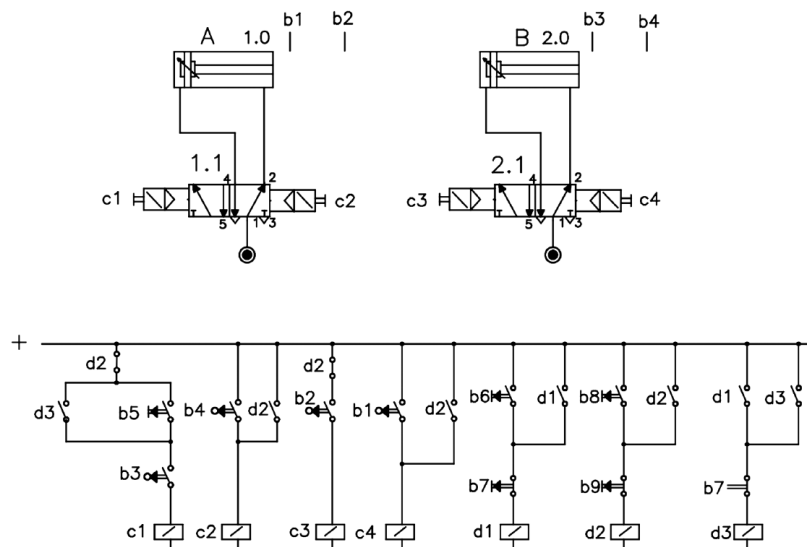 b1 b2 b3 b4
A 1.0 B 2.0
1.1 4 2 2.1 4 2
c1 c2 c3 c4
5 1 3 5 1 3
+
d2 d2
d3 b5 b4 d2 b2 b1 d2 b6 d1 b8 d2 d1 d3
b3 b7 b9 b7
c1 c2 c3 c4 d1 d2 d3